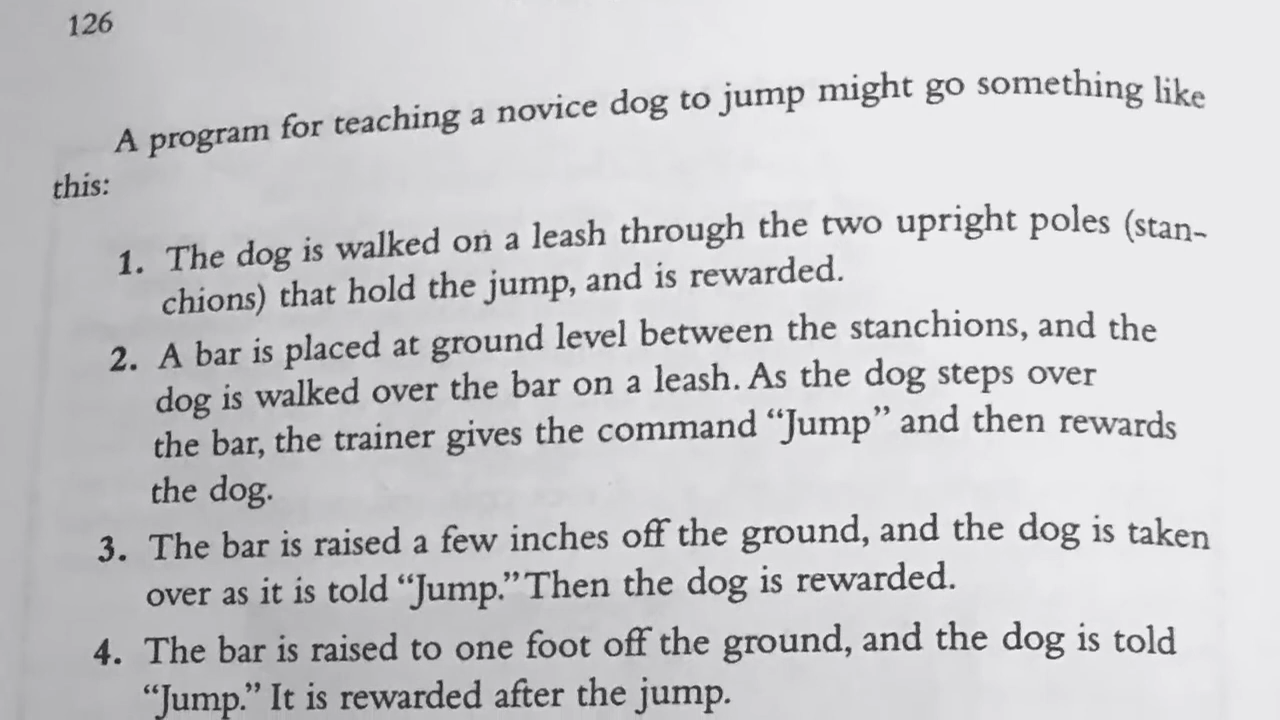 126
A program for teaching a novice dog to jump might go something like
this:
1. The dog is walked on a leash through the two upright poles (stan-
chions) that hold the jump, and is rewarded.
2. A bar is placed at ground level between the stanchions, and the
dog is walked over the bar on a leash. As the dog steps over
the bar, the trainer gives the command “Jump” and then rewards
the dog.
3. The bar is raised a few inches off the ground, and the dog is taken
over as it is told “Jump.” Then the dog is rewarded.
4. The bar is raised to one foot off the ground, and the dog is told
“Jump.” It is rewarded after the jump.